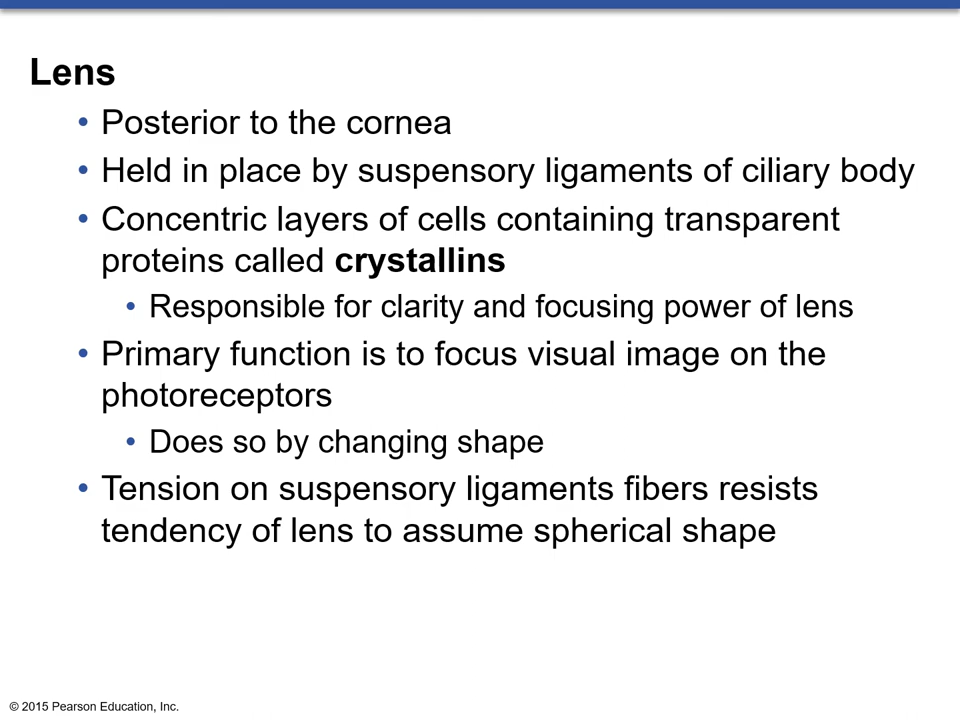 Lens
• Posterior to the cornea
• Held in place by suspensory ligaments of ciliary body
• Concentric layers of cells containing transparent
proteins called crystallins
• Responsible for clarity and focusing power of lens
• Primary function is to focus visual image on the
photoreceptors
• Does so by changing shape
• Tension on suspensory ligaments fibers resists
tendency of lens to assume spherical shape
© 2015 Pearson Education, Inc.